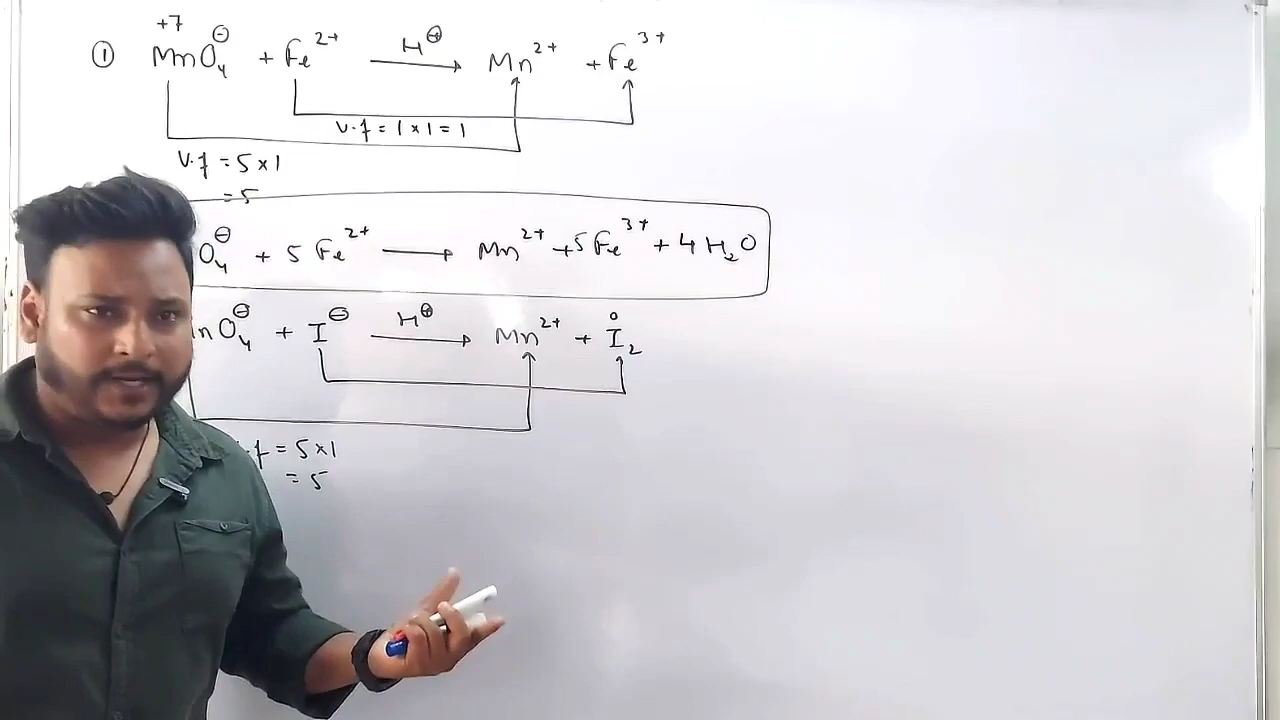 ① +7
MnO₄⊖ + Fe²⁺ —H⊕→ Mn²⁺ + Fe³⁺
v.f = 1 × 1 = 1
v.f = 5 × 1
= 5
O₄⊖ + 5 Fe²⁺ → Mn²⁺ + 5 Fe³⁺ + 4 H₂O
nO₄⊖ + I⊖ —H⊕→ Mn²⁺ + I₂ (0)
.f = 5 × 1
= 5